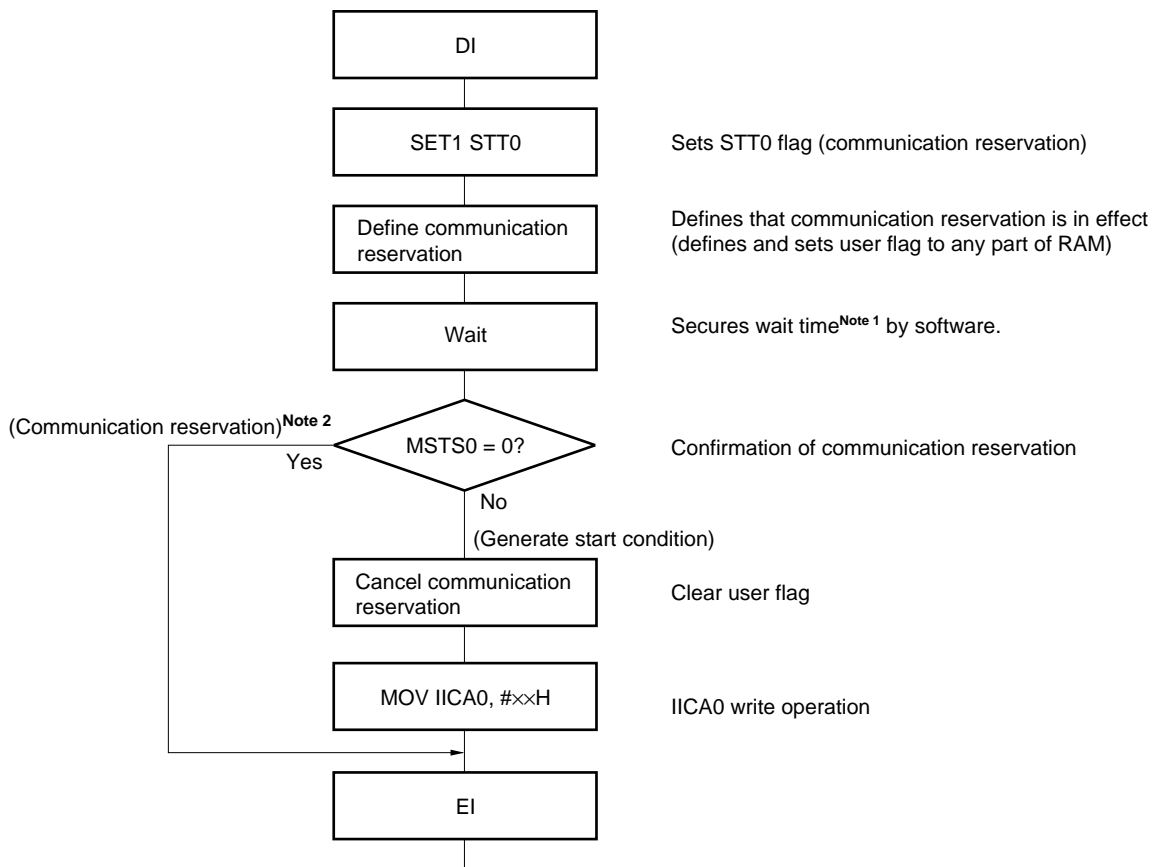 DI
SET1 STT0
Sets STT0 flag (communication reservation)
Define communication
reservation
Defines that communication reservation is in effect
(defines and sets user flag to any part of RAM)
Wait
Secures wait timeNote 1 by software.
(Communication reservation)Note 2
Yes
MSTS0 = 0?
Confirmation of communication reservation
No
(Generate start condition)
Cancel communication
reservation
Clear user flag
MOV IICA0, #××H
IICA0 write operation
EI